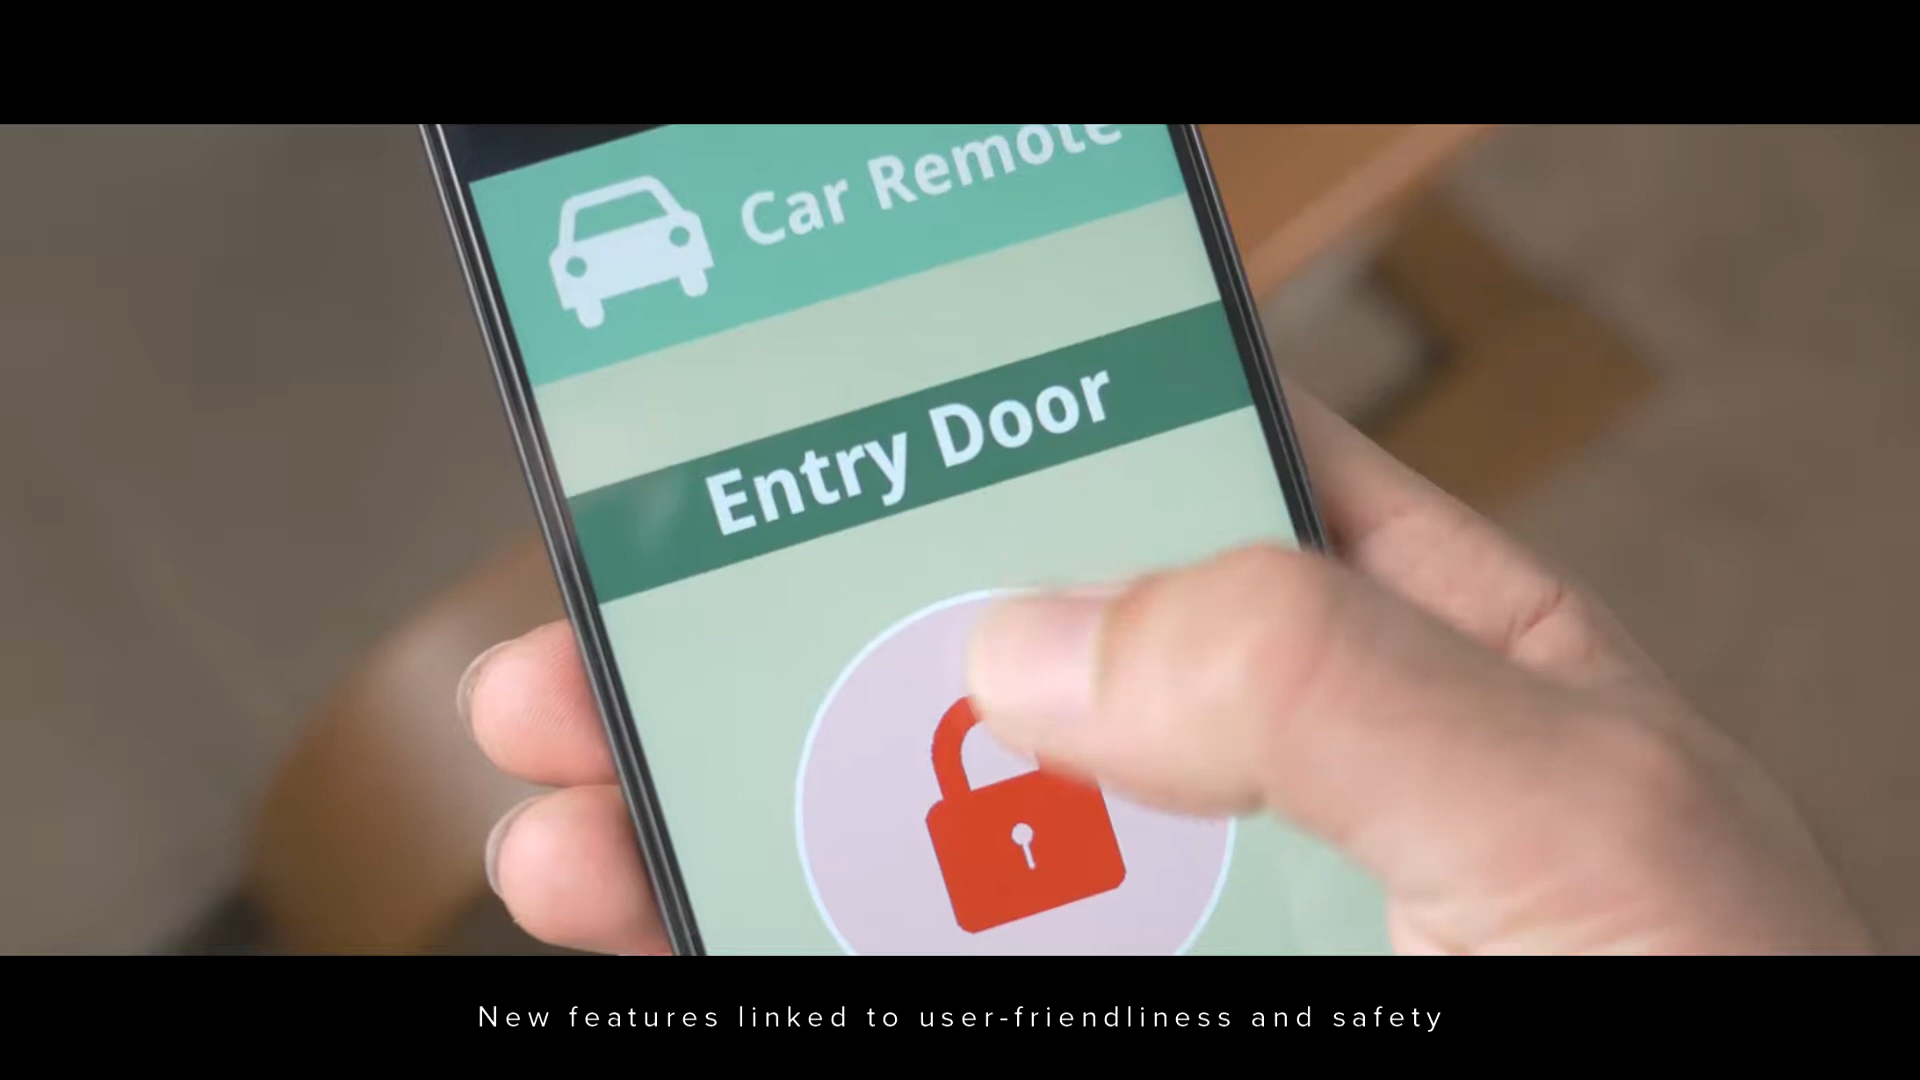 Car Remote
Entry Door
New features linked to user-friendliness and safety